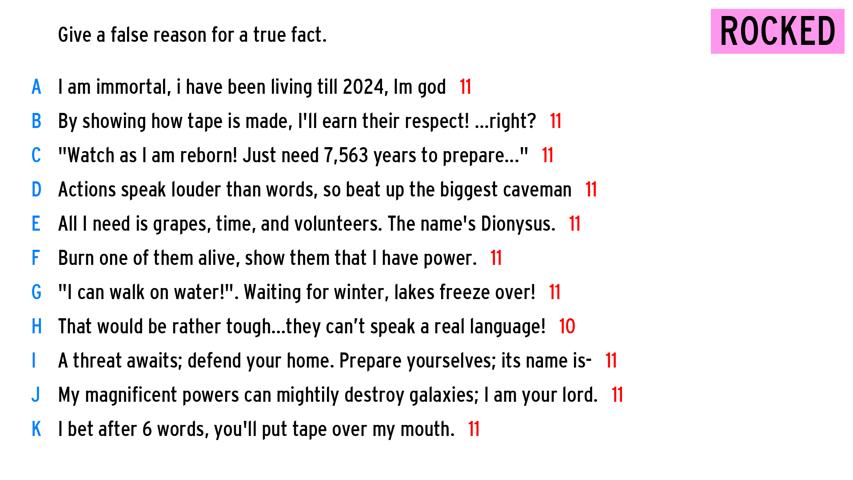 Give a false reason for a true fact.
ROCKED
A I am immortal, i have been living till 2024, Im god 11
B By showing how tape is made, I'll earn their respect! ...right? 11
C "Watch as I am reborn! Just need 7,563 years to prepare..." 11
D Actions speak louder than words, so beat up the biggest caveman 11
E All I need is grapes, time, and volunteers. The name's Dionysus. 11
F Burn one of them alive, show them that I have power. 11
G "I can walk on water!". Waiting for winter, lakes freeze over! 11
H That would be rather tough...they can’t speak a real language! 10
I A threat awaits; defend your home. Prepare yourselves; its name is- 11
J My magnificent powers can mightily destroy galaxies; I am your lord. 11
K I bet after 6 words, you'll put tape over my mouth. 11